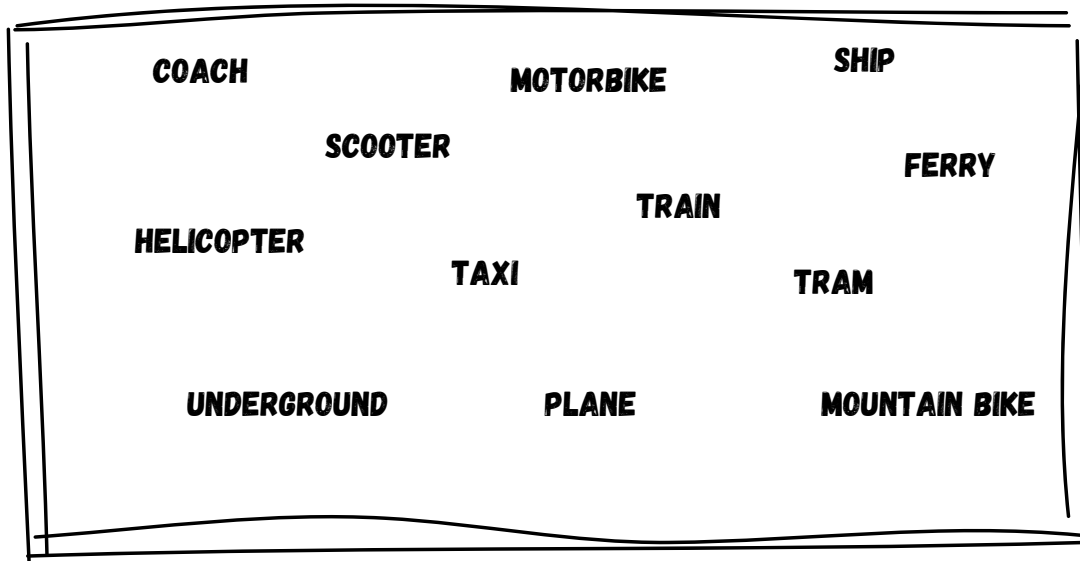 COACH
MOTORBIKE
SHIP
SCOOTER
FERRY
TRAIN
HELICOPTER
TAXI
TRAM
UNDERGROUND
PLANE
MOUNTAIN BIKE